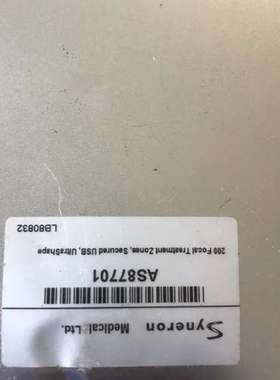 Syneron Medical Ltd.
AS87701
200 Focal Treatment Zones, Secured USB, UltraShape
LB80832